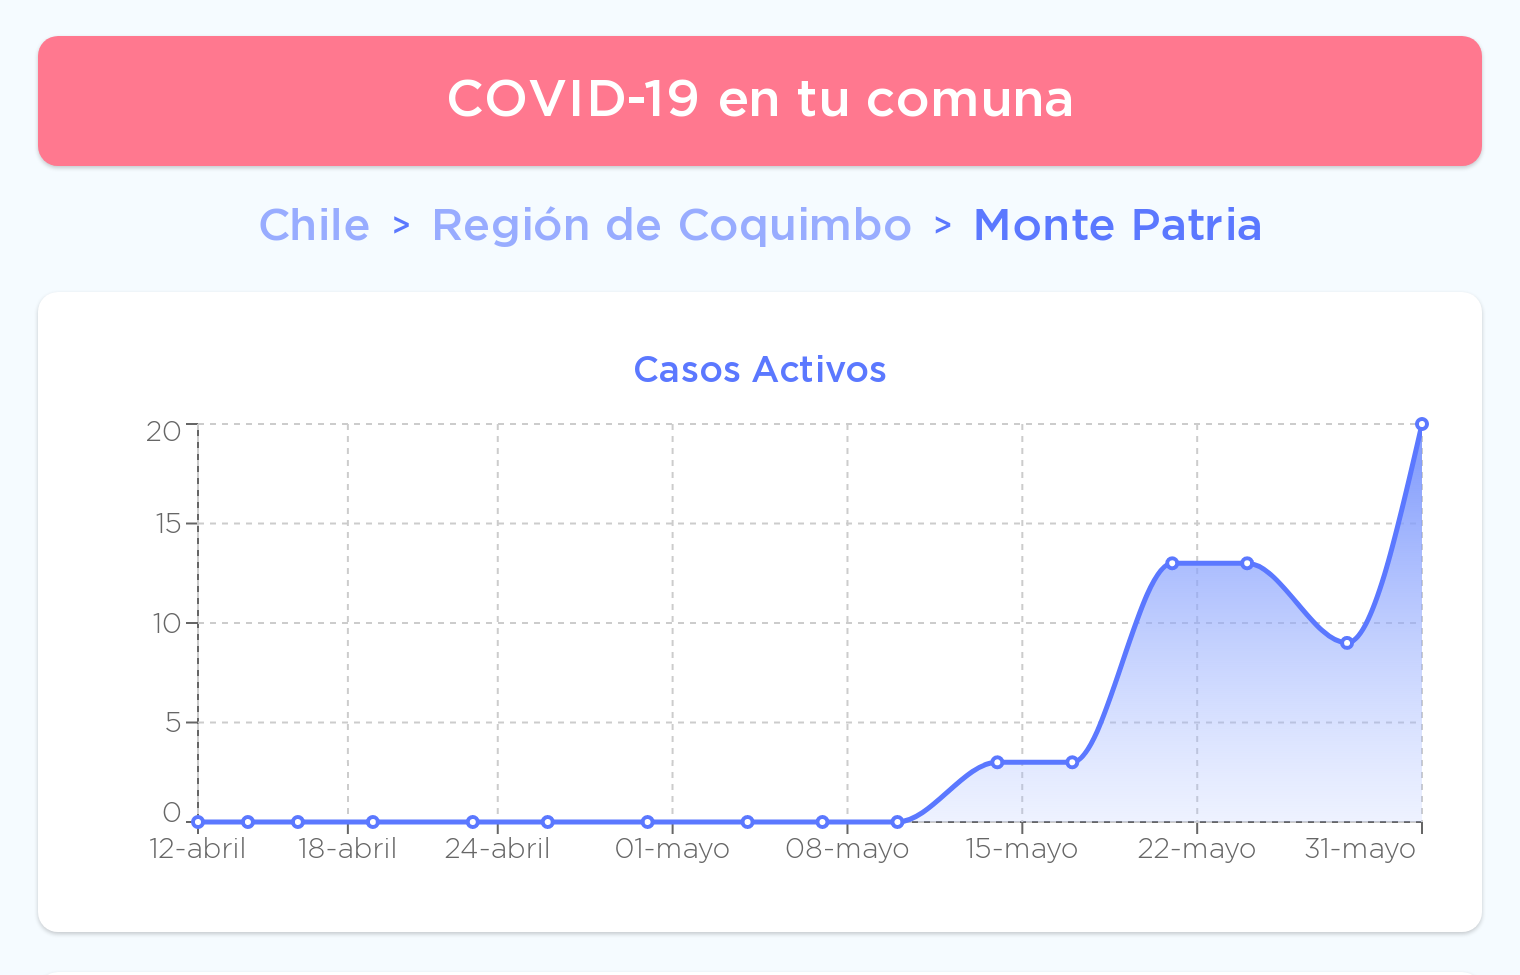 COVID-19 en tu comuna
Chile > Región de Coquimbo > Monte Patria
Casos Activos
20
15
10
5
0
12-abril 18-abril 24-abril 01-mayo 08-mayo 15-mayo 22-mayo 31-mayo